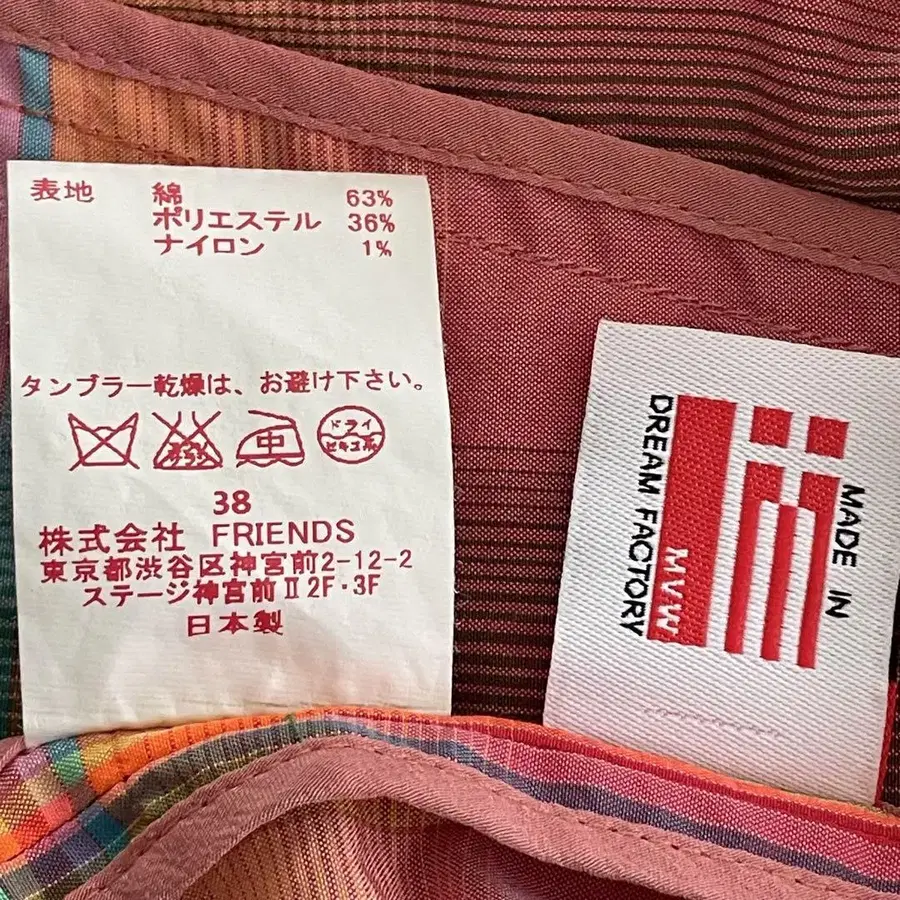 表地 綿 63%
ポリエステル 36%
ナイロン 1%
タンブラー乾燥は、お避け下さい。
中
ドライ
セキユ系
38
株式会社 FRIENDS
東京都渋谷区神宮前2-12-2
ステージ神宮前Ⅱ2F・3F
日本製
MADE IN
MVW
DREAM FACTORY